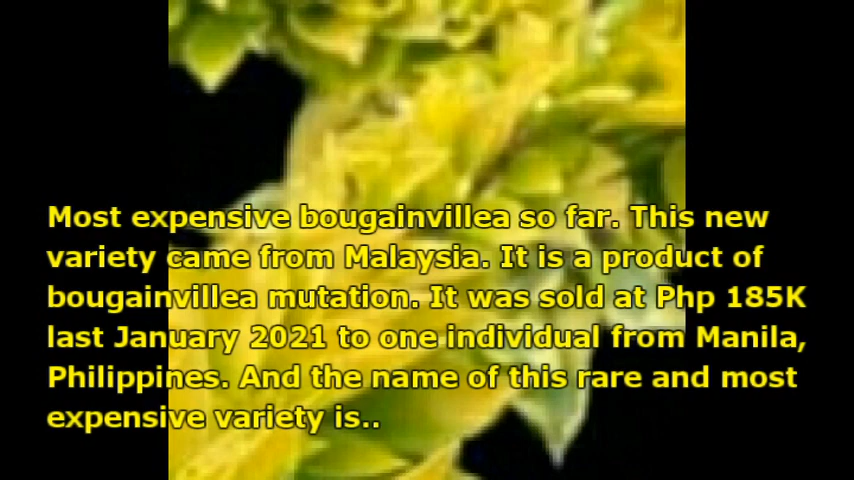 Most expensive bougainvillea so far. This new
variety came from Malaysia. It is a product of
bougainvillea mutation. It was sold at Php 185K
last January 2021 to one individual from Manila,
Philippines. And the name of this rare and most
expensive variety is..